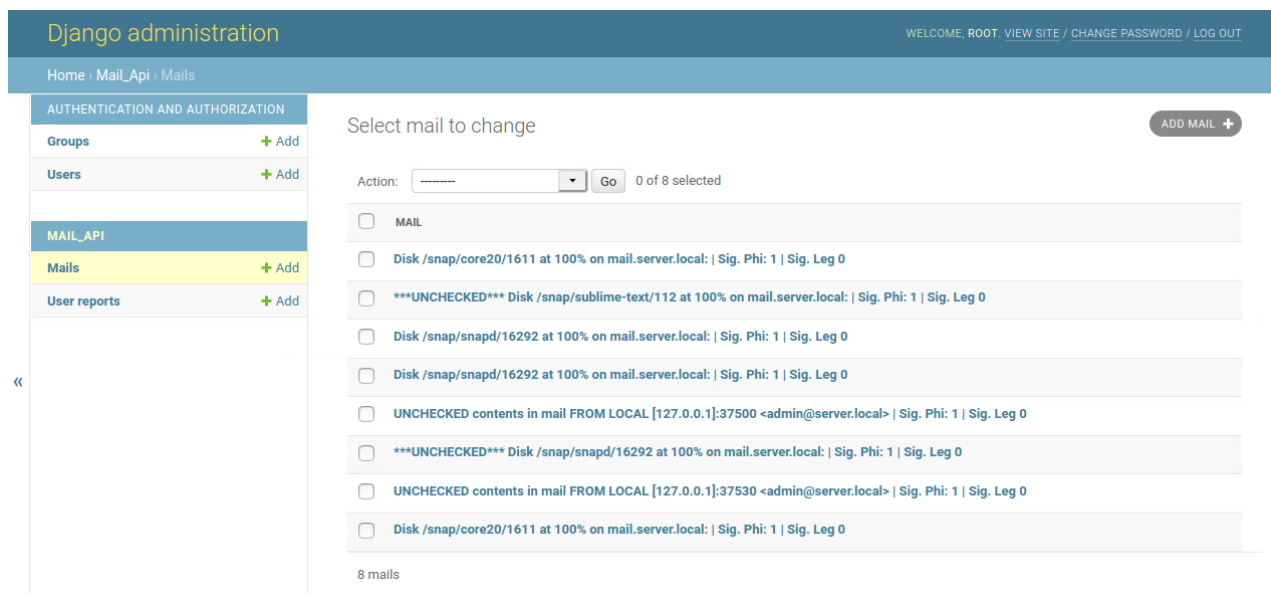 Django administration
WELCOME, ROOT. VIEW SITE / CHANGE PASSWORD / LOG OUT
Home › Mail_Api › Mails
AUTHENTICATION AND AUTHORIZATION
Groups + Add
Users + Add
MAIL_API
Mails + Add
User reports + Add
«
Select mail to change
ADD MAIL +
Action: --------- Go 0 of 8 selected
MAIL
Disk /snap/core20/1611 at 100% on mail.server.local: | Sig. Phi: 1 | Sig. Leg 0
***UNCHECKED*** Disk /snap/sublime-text/112 at 100% on mail.server.local: | Sig. Phi: 1 | Sig. Leg 0
Disk /snap/snapd/16292 at 100% on mail.server.local: | Sig. Phi: 1 | Sig. Leg 0
Disk /snap/snapd/16292 at 100% on mail.server.local: | Sig. Phi: 1 | Sig. Leg 0
UNCHECKED contents in mail FROM LOCAL [127.0.0.1]:37500 <admin@server.local> | Sig. Phi: 1 | Sig. Leg 0
***UNCHECKED*** Disk /snap/snapd/16292 at 100% on mail.server.local: | Sig. Phi: 1 | Sig. Leg 0
UNCHECKED contents in mail FROM LOCAL [127.0.0.1]:37530 <admin@server.local> | Sig. Phi: 1 | Sig. Leg 0
Disk /snap/core20/1611 at 100% on mail.server.local: | Sig. Phi: 1 | Sig. Leg 0
8 mails